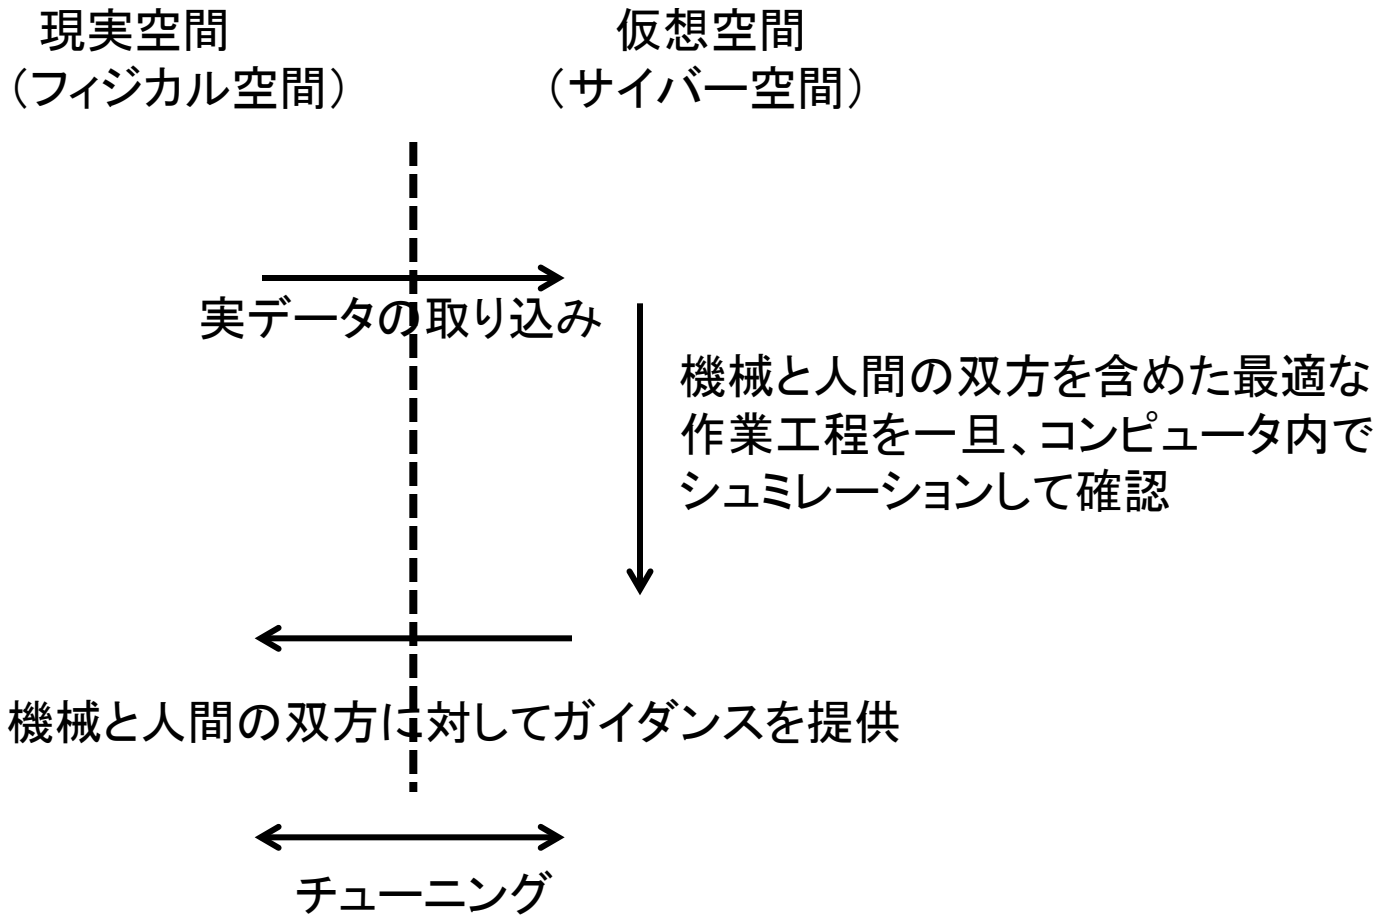 現実空間
(フィジカル空間)
仮想空間
(サイバー空間)
実データの取り込み
機械と人間の双方を含めた最適な
作業工程を一旦、コンピュータ内で
シュミレーションして確認
機械と人間の双方に対してガイダンスを提供
チューニング